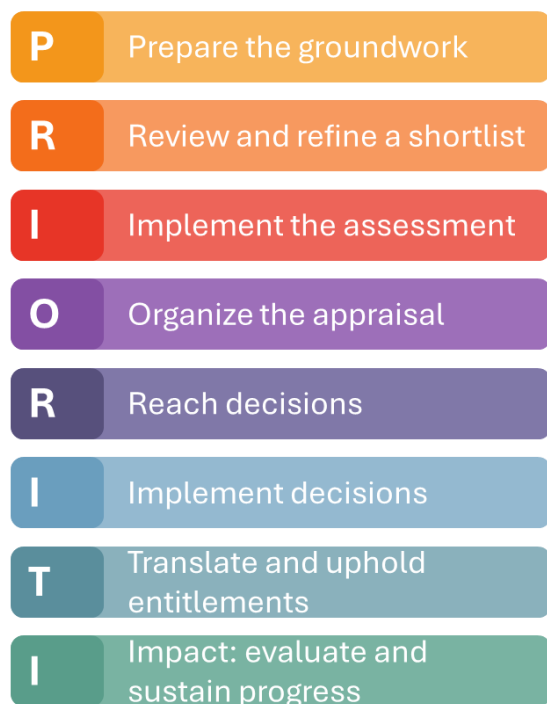 P Prepare the groundwork
R Review and refine a shortlist
I Implement the assessment
O Organize the appraisal
R Reach decisions
I Implement decisions
T Translate and uphold
entitlements
I Impact: evaluate and
sustain progress